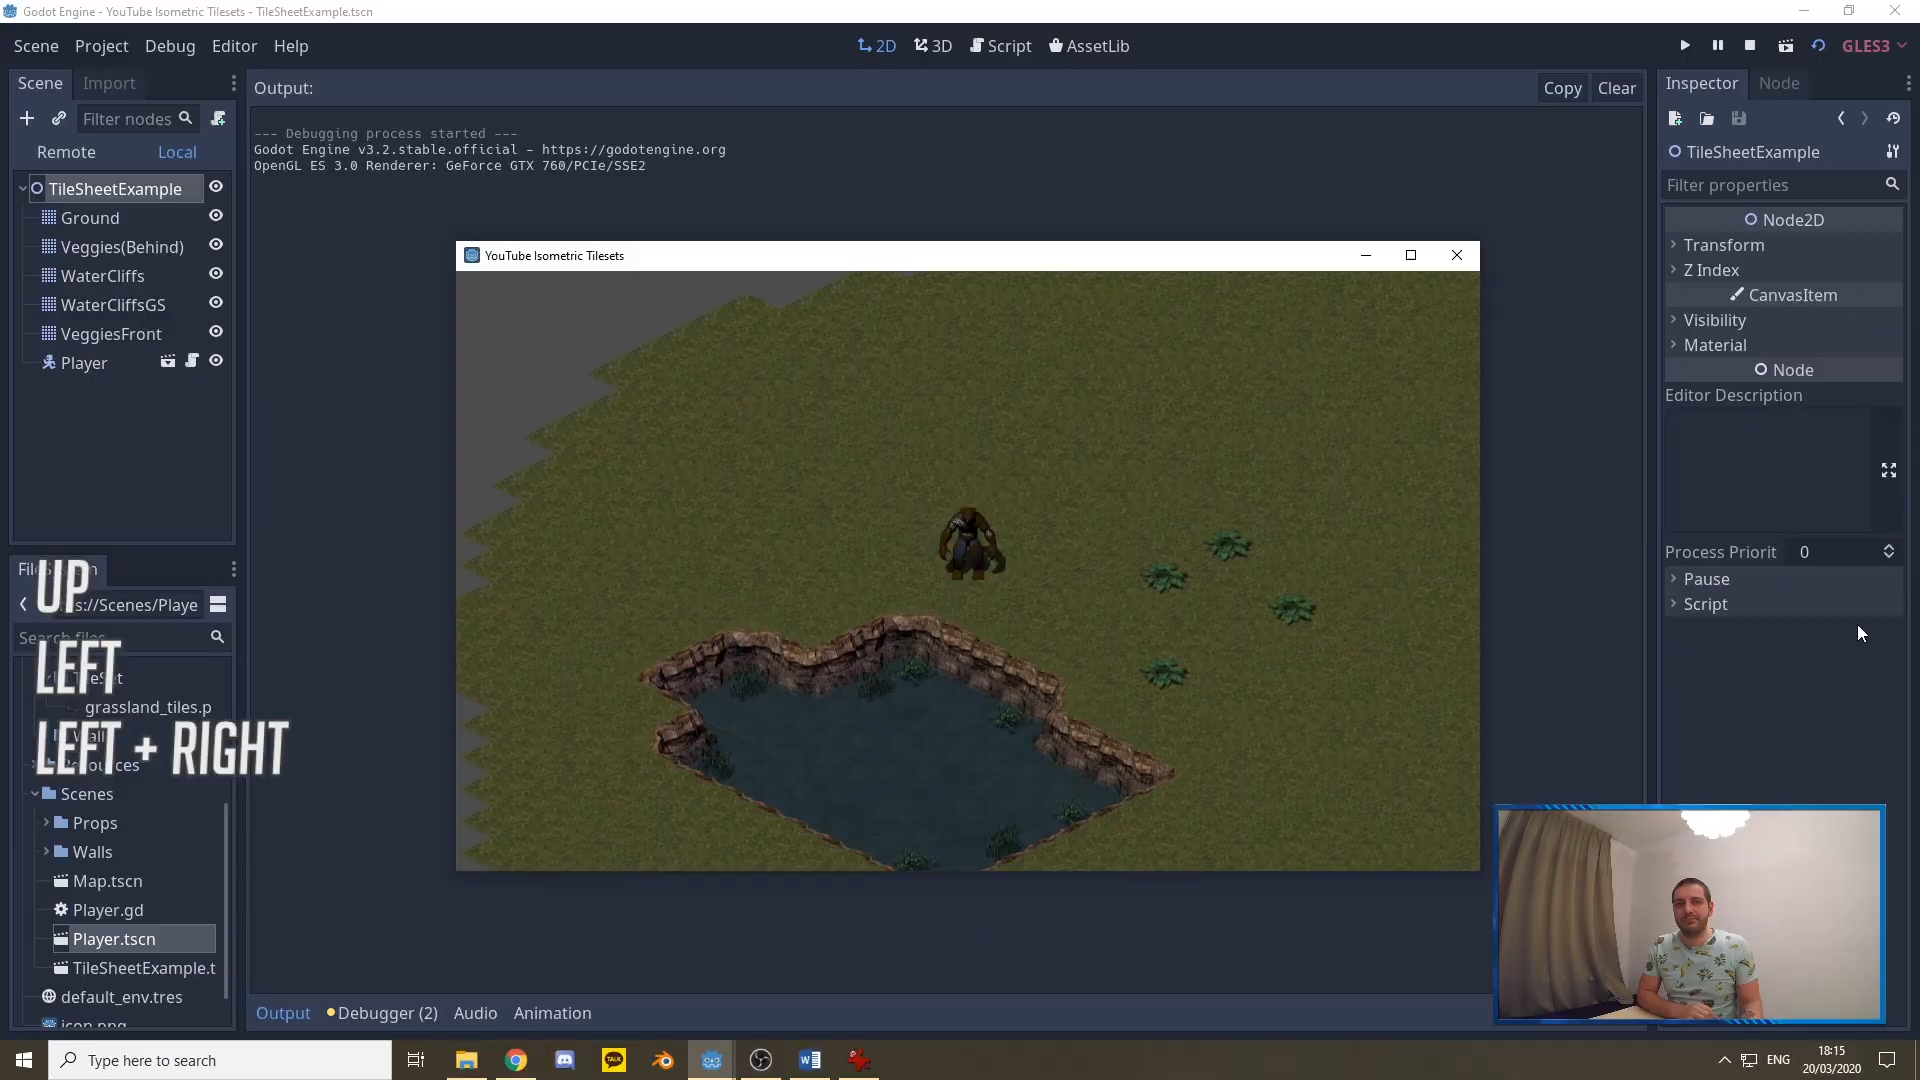 Godot Engine - YouTube Isometric Tilesets - TileSheetExample.tscn
Scene Project Debug Editor Help
2D 3D Script AssetLib
GLES3
Scene Import
Filter nodes
Remote Local
TileSheetExample
Ground
Veggies(Behind)
WaterCliffs
WaterCliffsGS
VeggiesFront
Player
Output:
Copy Clear
--- Debugging process started ---
Godot Engine v3.2.stable.official - https://godotengine.org
OpenGL ES 3.0 Renderer: GeForce GTX 760/PCIe/SSE2
YouTube Isometric Tilesets
Inspector Node
TileSheetExample
Filter properties
Node2D
Transform
Z Index
CanvasItem
Visibility
Material
Node
Editor Description
Process Priorit 0
Pause
Script
UP
LEFT
LEFT + RIGHT
s://Scenes/Playe
grassland_tiles.p
Scenes
Props
Walls
Map.tscn
Player.gd
Player.tscn
TileSheetExample.t
default_env.tres
icon.png
Output Debugger (2) Audio Animation
Type here to search
TALK
ENG
18:15
20/03/2020